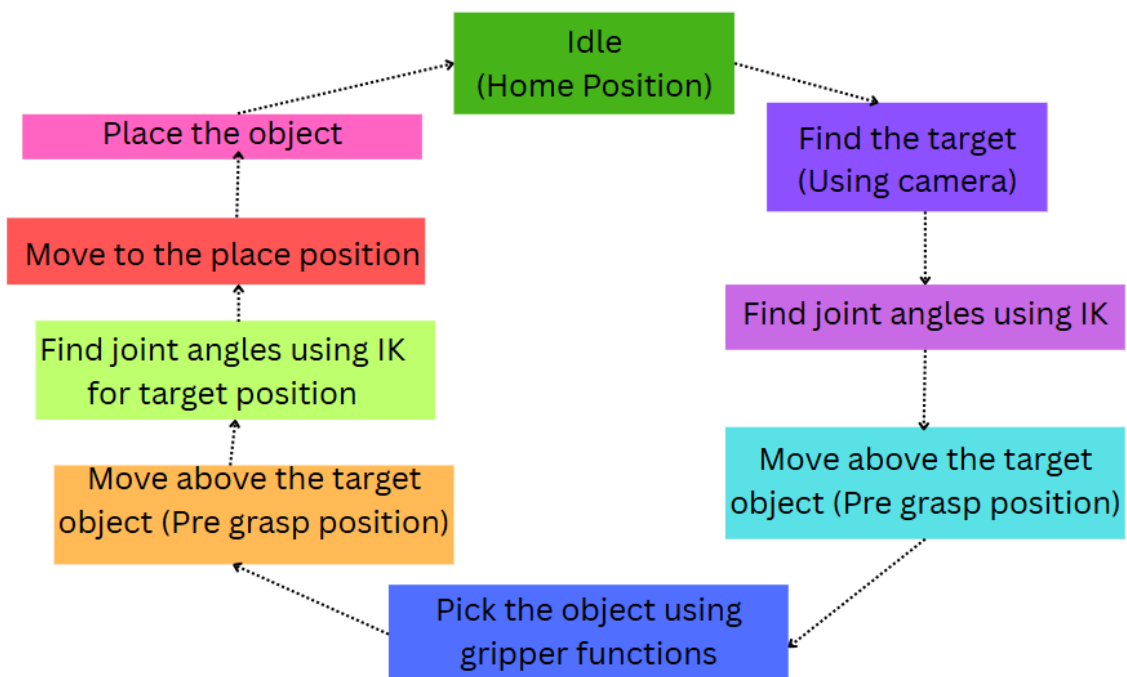 Idle
(Home Position)
Find the target
(Using camera)
Find joint angles using IK
Move above the target
object (Pre grasp position)
Pick the object using
gripper functions
Move above the target
object (Pre grasp position)
Find joint angles using IK
for target position
Move to the place position
Place the object